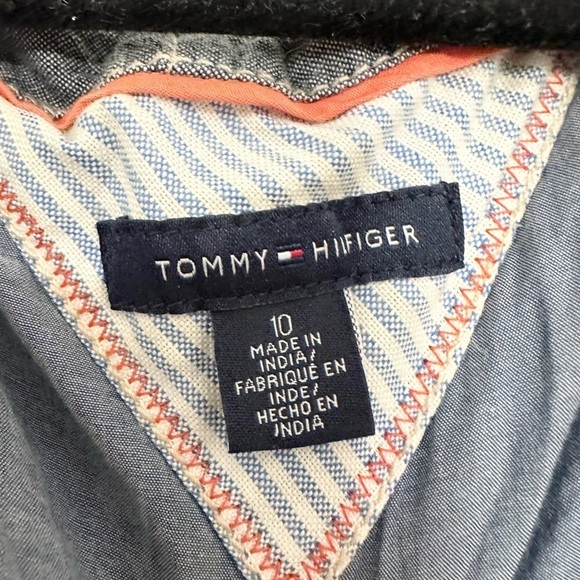 TOMMY HILFIGER
10
MADE IN
INDIA/
FABRIQUÉ EN
INDE/
HECHO EN
INDIA